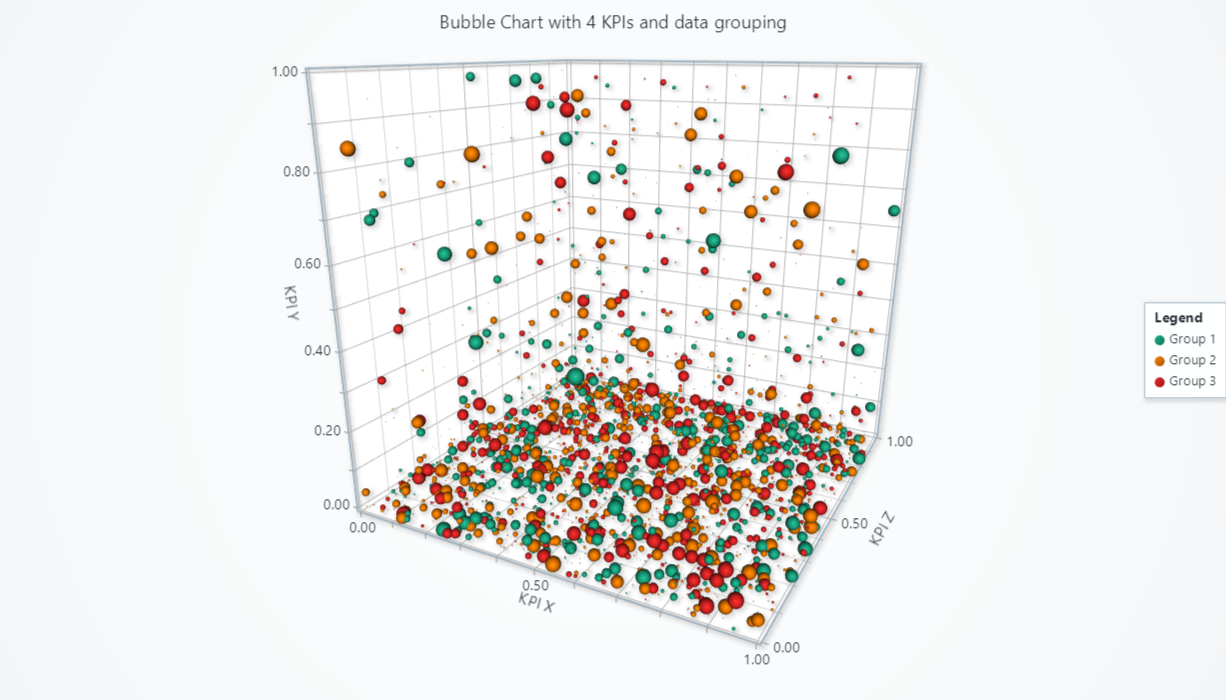 Bubble Chart with 4 KPIs and data grouping
1.00
0.80
0.60
0.40
0.20
0.00
KPI Y
0.00
0.50
1.00
KPI X
0.00
0.50
1.00
KPI Z
Legend
Group 1
Group 2
Group 3